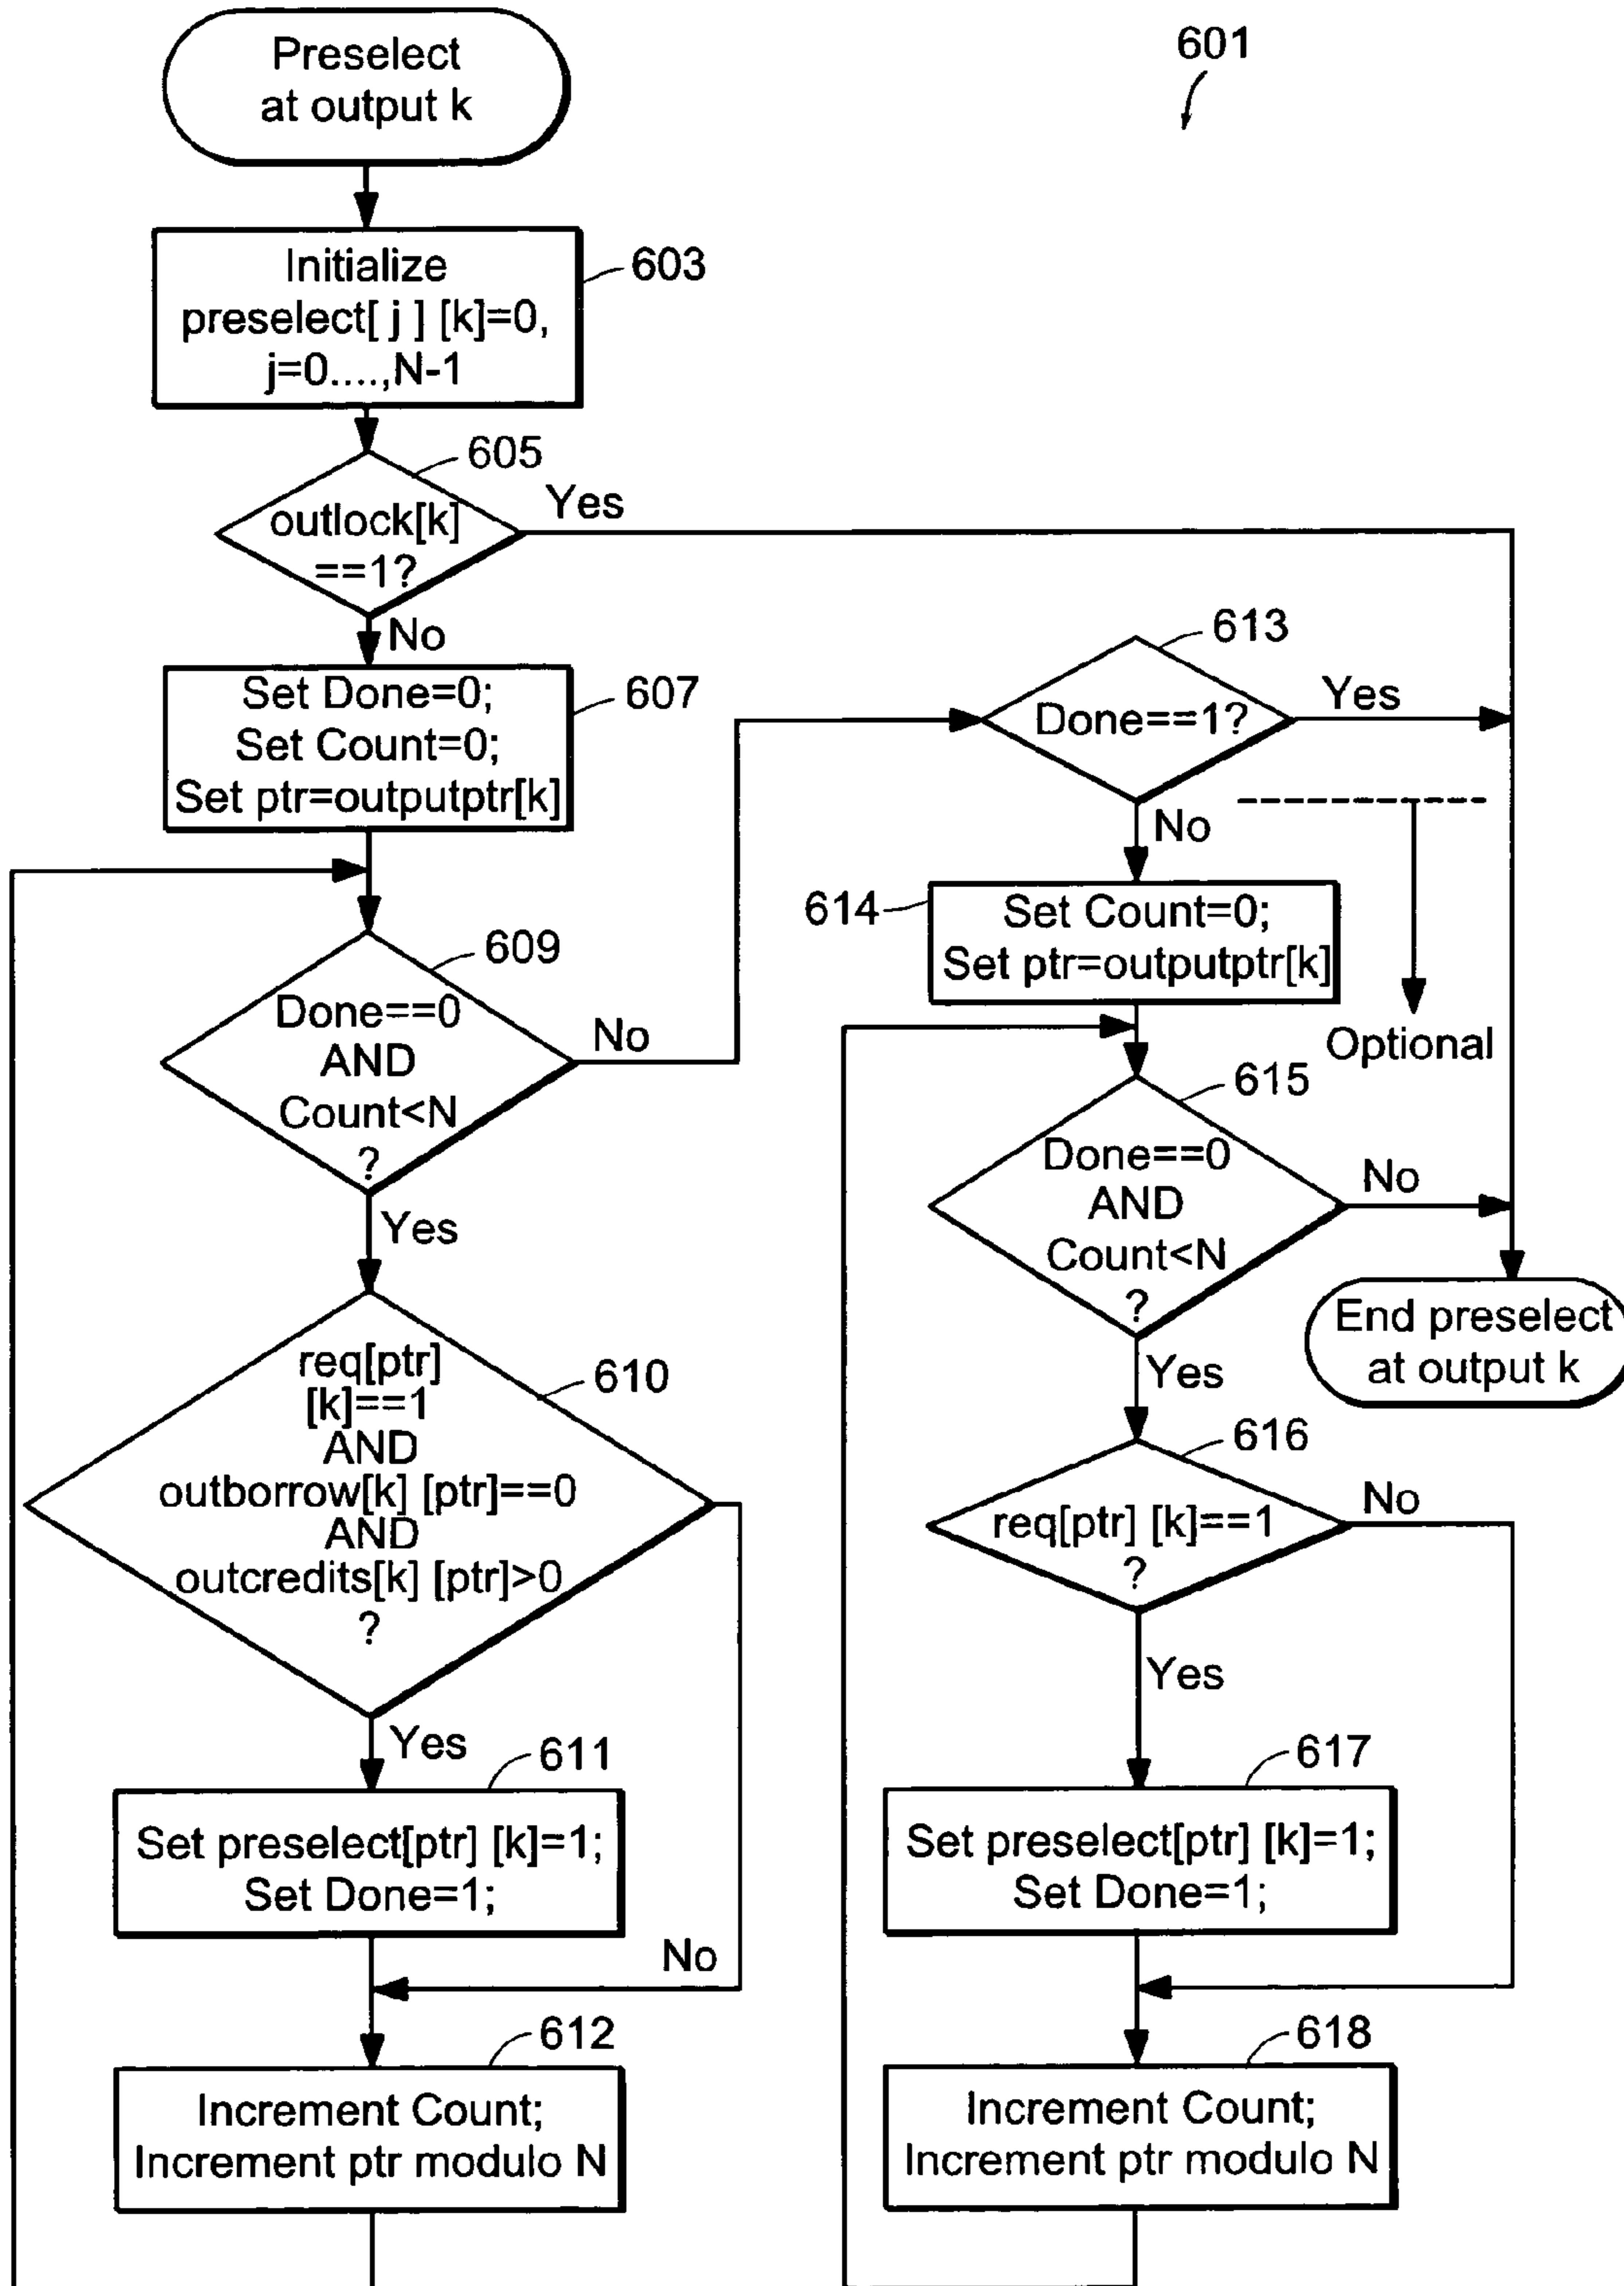 Preselect
at output k
601
Initialize
preselect[ j ] [k]=0,
j=0....,N-1
603
605
outlock[k]
==1?
Yes
No
Set Done=0;
Set Count=0;
Set ptr=outputptr[k]
607
609
Done==0
AND
Count<N
?
No
Yes
req[ptr]
[k]==1
AND
outborrow[k] [ptr]==0
AND
outcredits[k] [ptr]>0
?
610
Yes
611
Set preselect[ptr] [k]=1;
Set Done=1;
No
612
Increment Count;
Increment ptr modulo N
613
Done==1?
Yes
No
614
Set Count=0;
Set ptr=outputptr[k]
Optional
615
Done==0
AND
Count<N
?
No
End preselect
at output k
Yes
616
req[ptr] [k]==1
?
No
Yes
617
Set preselect[ptr] [k]=1;
Set Done=1;
618
Increment Count;
Increment ptr modulo N